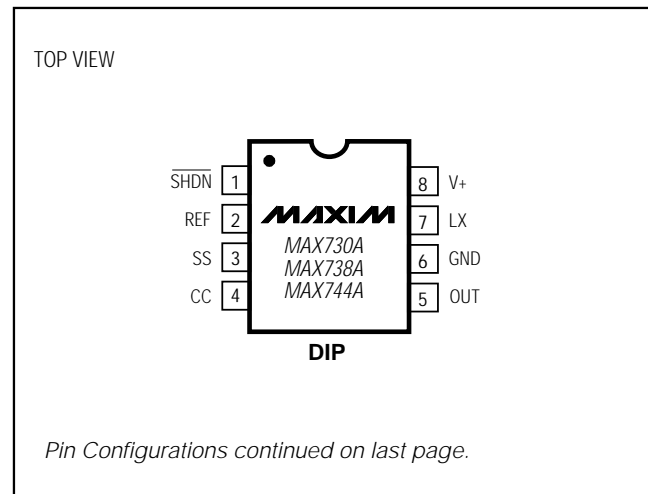 TOP VIEW
SHDN 1
REF 2
SS 3
CC 4
MAXIM
MAX730A
MAX738A
MAX744A
8 V+
7 LX
6 GND
5 OUT
DIP
Pin Configurations continued on last page.